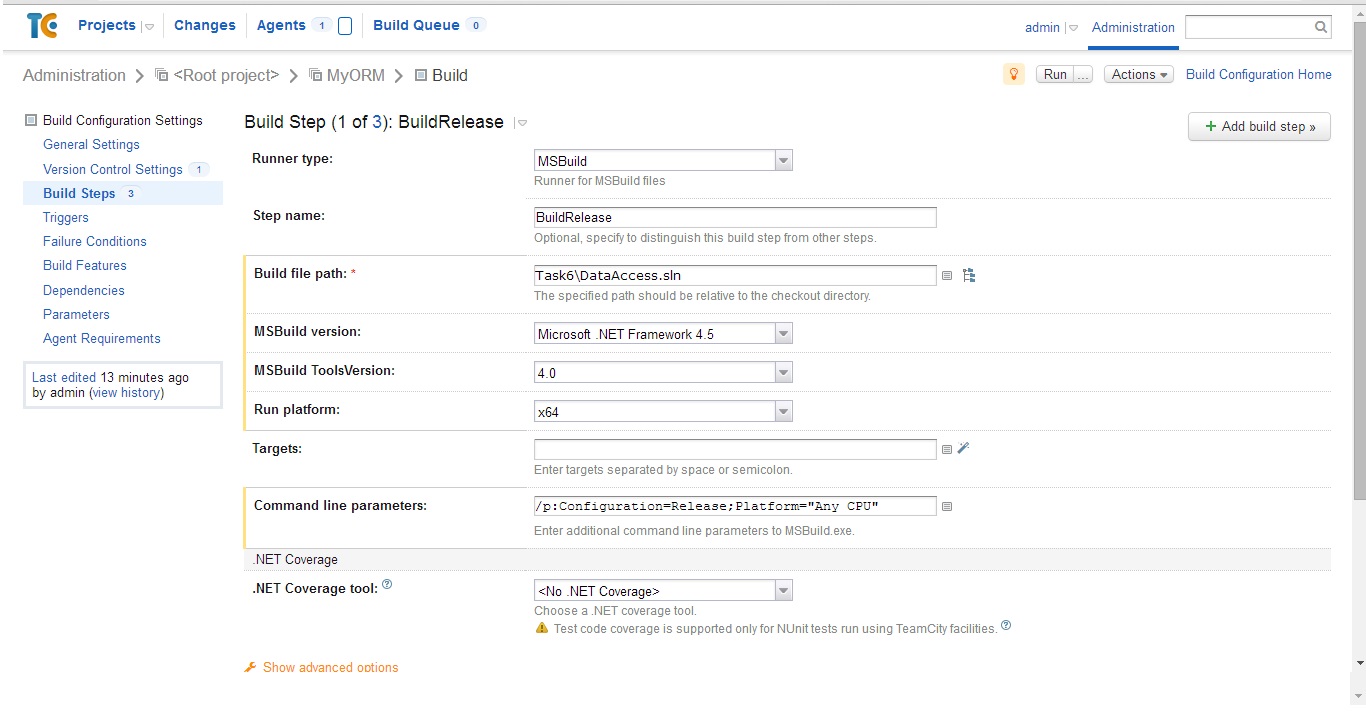 TC Projects Changes Agents 1 Build Queue 0 admin Administration
Administration <Root project> MyORM Build Run ... Actions Build Configuration Home
Build Configuration Settings
General Settings
Version Control Settings 1
Build Steps 3
Triggers
Failure Conditions
Build Features
Dependencies
Parameters
Agent Requirements
Last edited 13 minutes ago
by admin (view history)
Build Step (1 of 3): BuildRelease
+ Add build step »
Runner type: MSBuild
Runner for MSBuild files
Step name: BuildRelease
Optional, specify to distinguish this build step from other steps.
Build file path: * Task6\DataAccess.sln
The specified path should be relative to the checkout directory.
MSBuild version: Microsoft .NET Framework 4.5
MSBuild ToolsVersion: 4.0
Run platform: x64
Targets:
Enter targets separated by space or semicolon.
Command line parameters: /p:Configuration=Release;Platform="Any CPU"
Enter additional command line parameters to MSBuild.exe.
.NET Coverage
.NET Coverage tool: ? <No .NET Coverage>
Choose a .NET coverage tool.
Test code coverage is supported only for NUnit tests run using TeamCity facilities. ?
Show advanced options